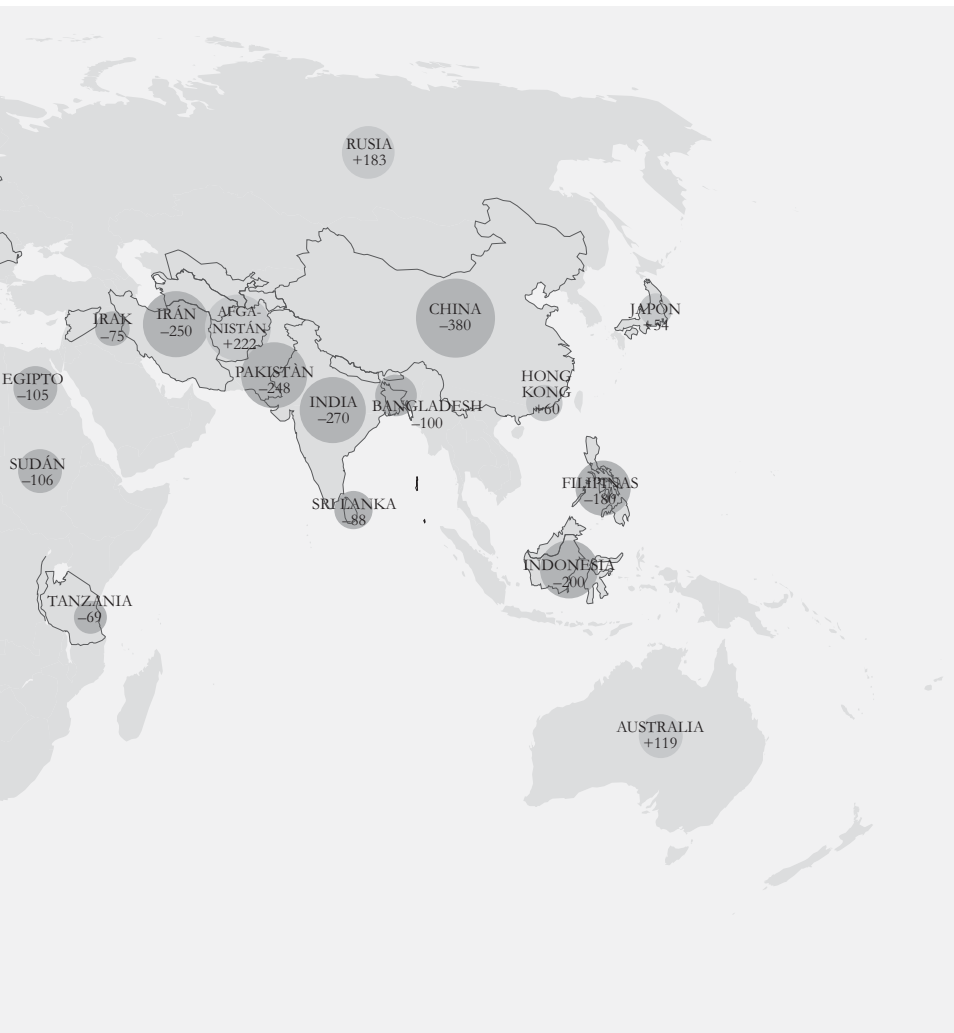 RUSIA
+183
CHINA
–380
JAPÓN
+54
IRAK
–75
IRÁN
–250
AFGA-
NISTÁN
+222
PAKISTÀN
–248
EGIPTO
–105
HONG
KONG
+60
INDIA
–270
BANGLADESH
–100
SUDÁN
–106
SRI LANKA
–88
FILIPINAS
–180
INDONESIA
–200
TANZANIA
–69
AUSTRALIA
+119